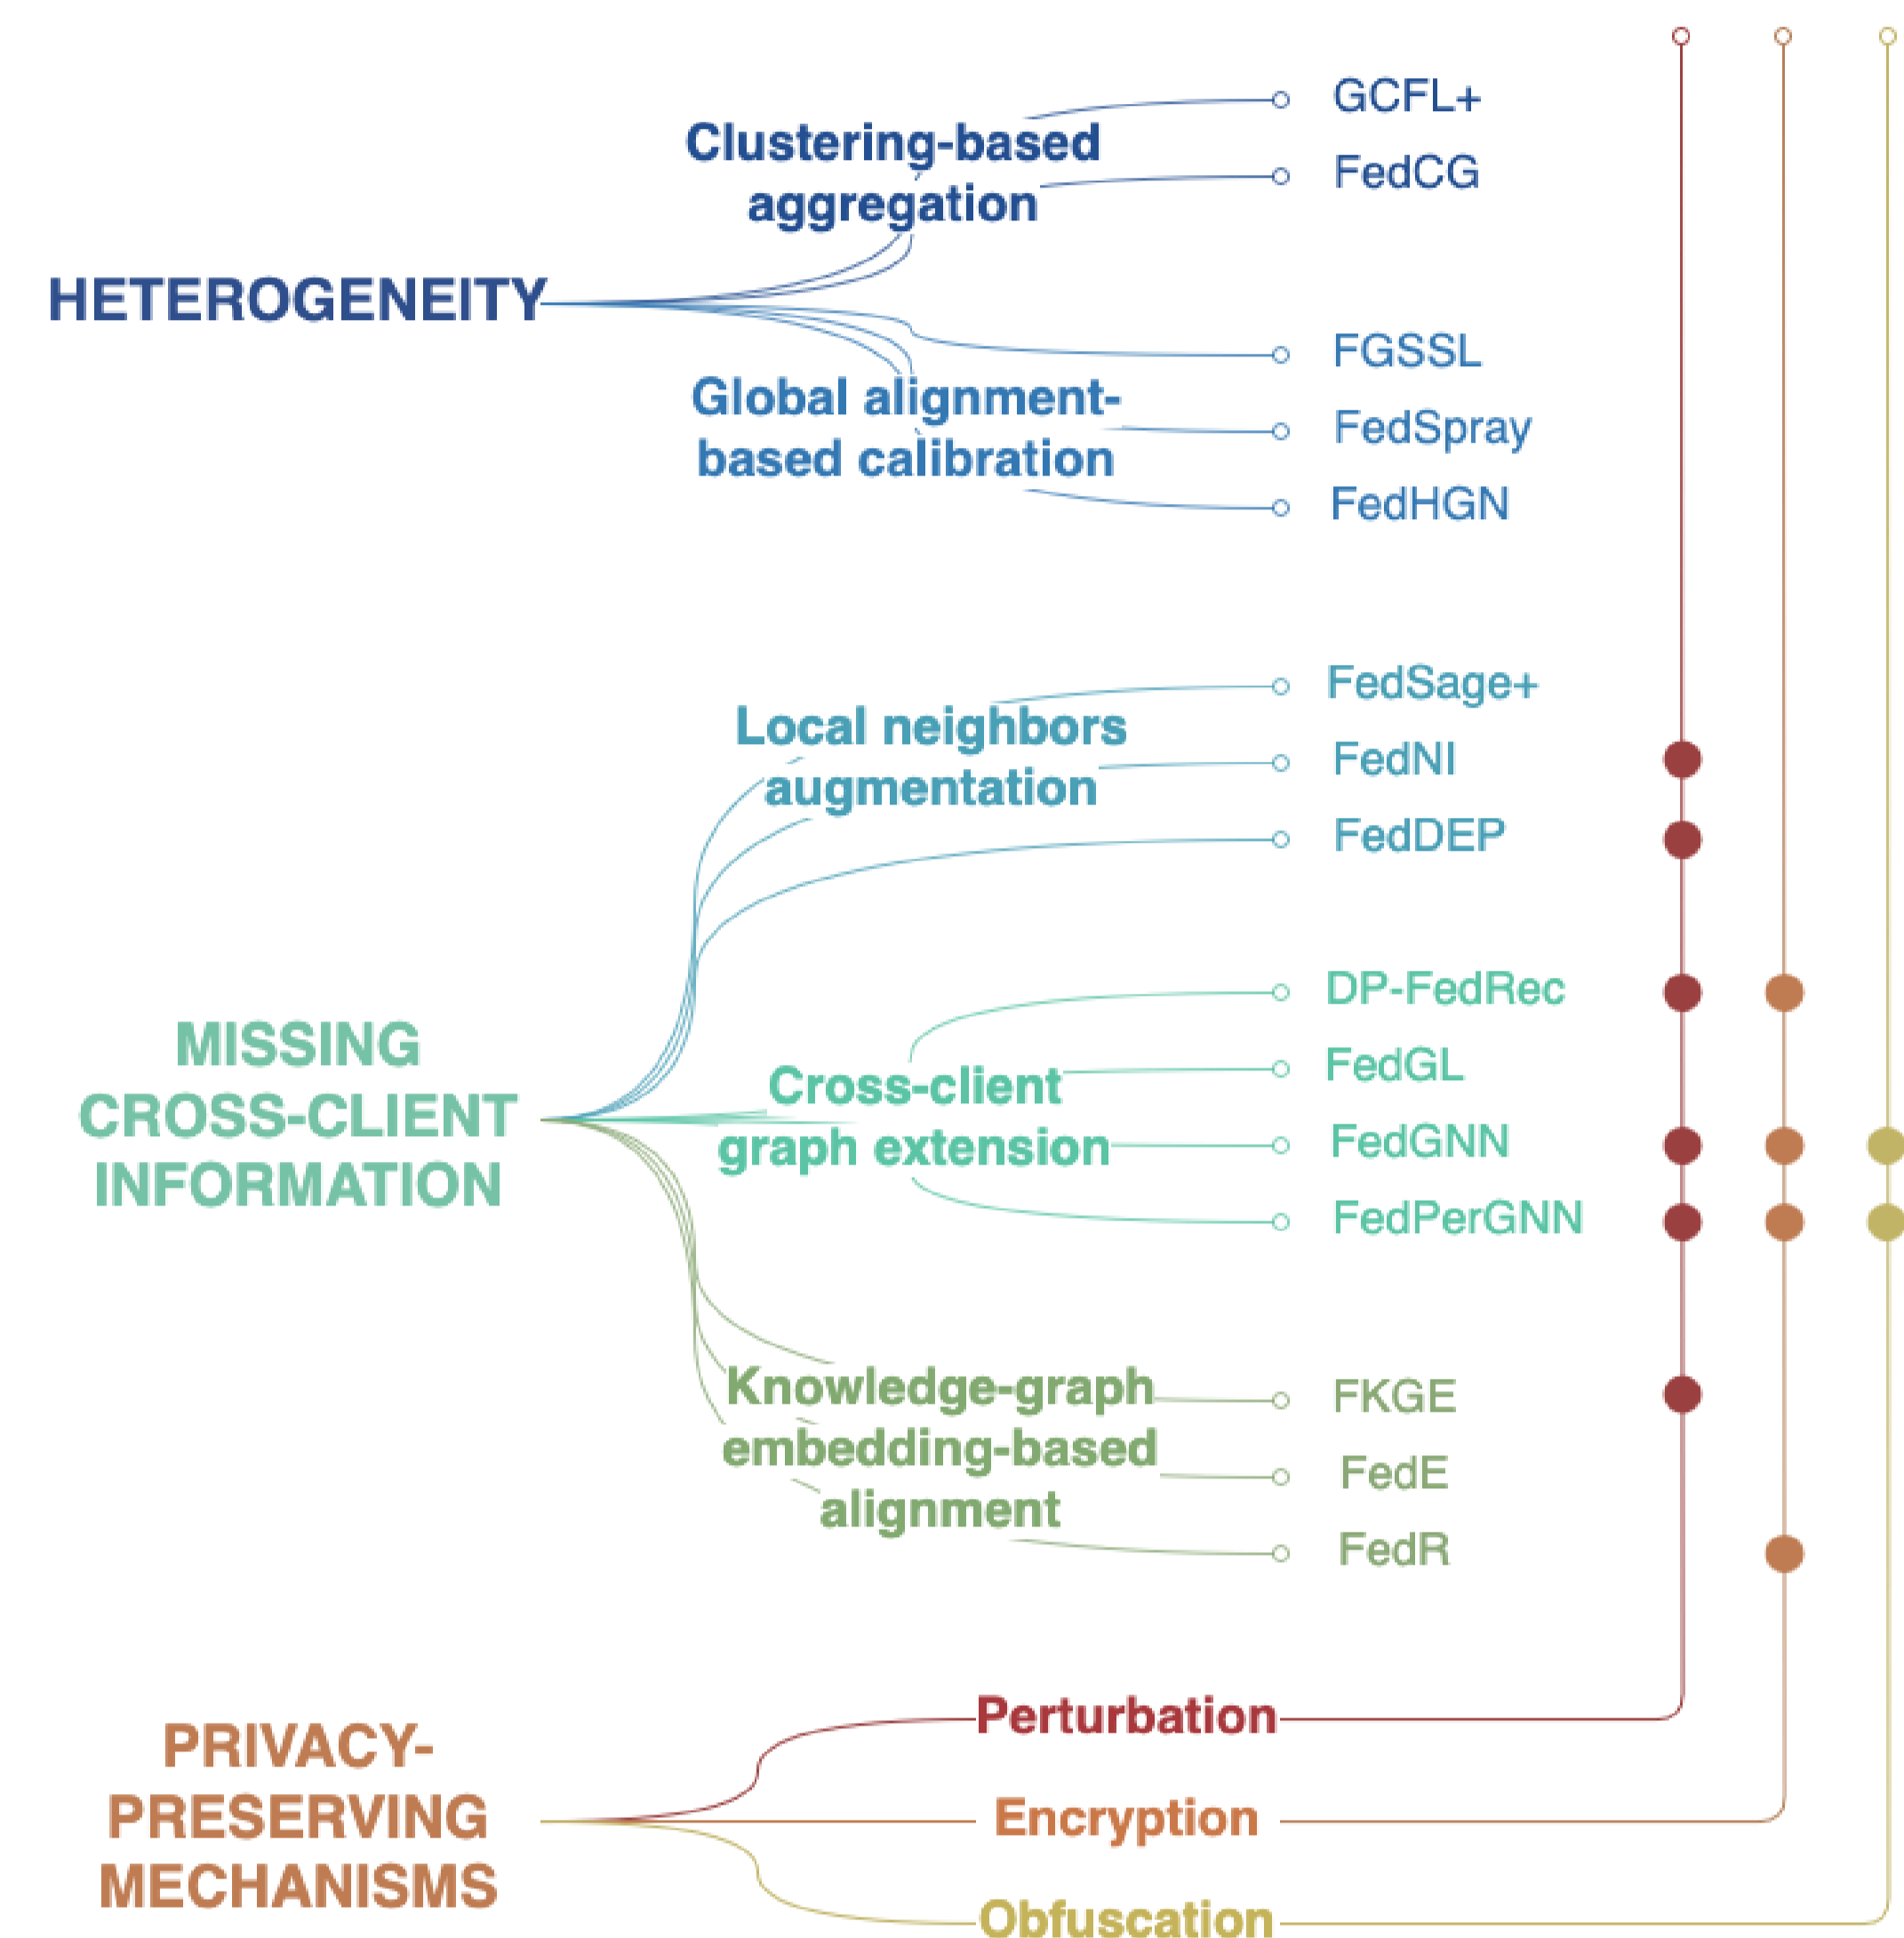 GCFL+
Clustering-based
aggregation
FedCG
HETEROGENEITY
FGSSL
Global alignment-
based calibration
FedSpray
FedHGN
FedSage+
Local neighbors
augmentation
FedNI
FedDEP
DP-FedRec
MISSING
CROSS-CLIENT
INFORMATION
Cross-client
graph extension
FedGL
FedGNN
FedPerGNN
Knowledge-graph
embedding-based
alignment
FKGE
FedE
FedR
PRIVACY-
PRESERVING
MECHANISMS
Perturbation
Encryption
Obfuscation